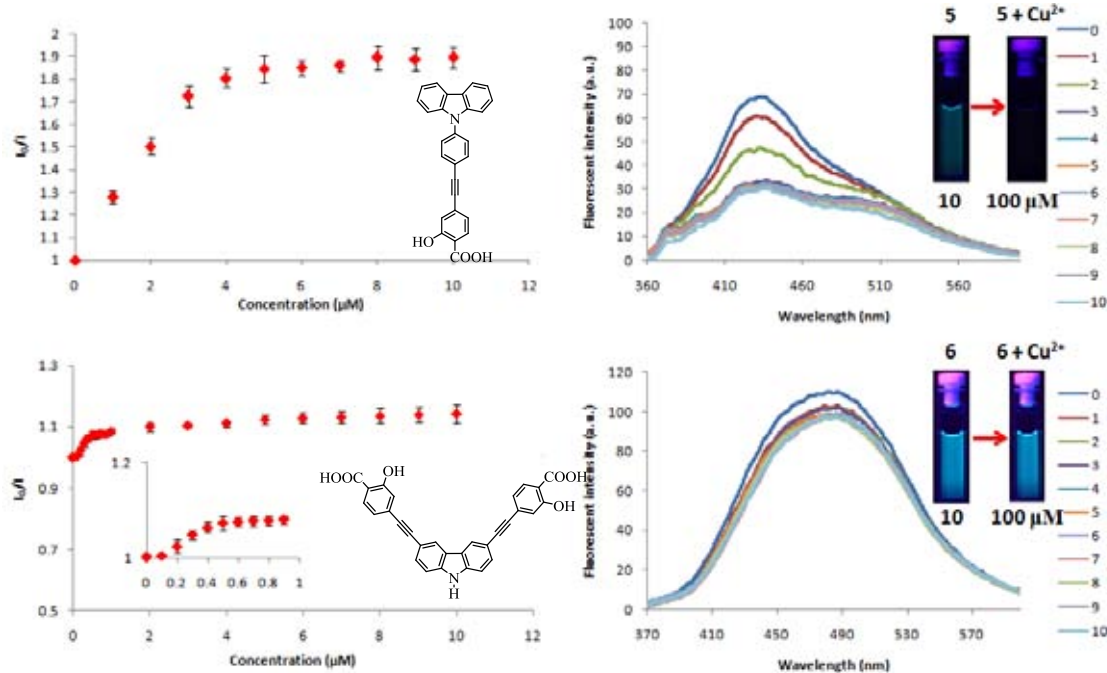 2
1.9
1.8
1.7
1.6
1.5
1.4
1.3
1.2
1.1
1
I₀/I
0 2 4 6 8 10 12
Concentration (µM)
N
HO
COOH
100
90
80
70
60
50
40
30
20
10
0
Fluorescent intensity (a. u.)
360 410 460 510 560
Wavelength (nm)
5 5 + Cu²⁺
10 100 µM
0
1
2
3
4
5
6
7
8
9
10
1.3
1.1
0.9
0.7
0.5
I₀/I
0 2 4 6 8 10 12
Concentration (µM)
1.2
1
0 0.2 0.4 0.6 0.8 1
HOOC OH
COOH
OH
N
H
120
100
80
60
40
20
0
Fluorescent intensity (a. u.)
370 410 450 490 530 570
Wavelength (nm)
6 6 + Cu²⁺
10 100 µM
0
1
2
3
4
5
6
7
8
9
10